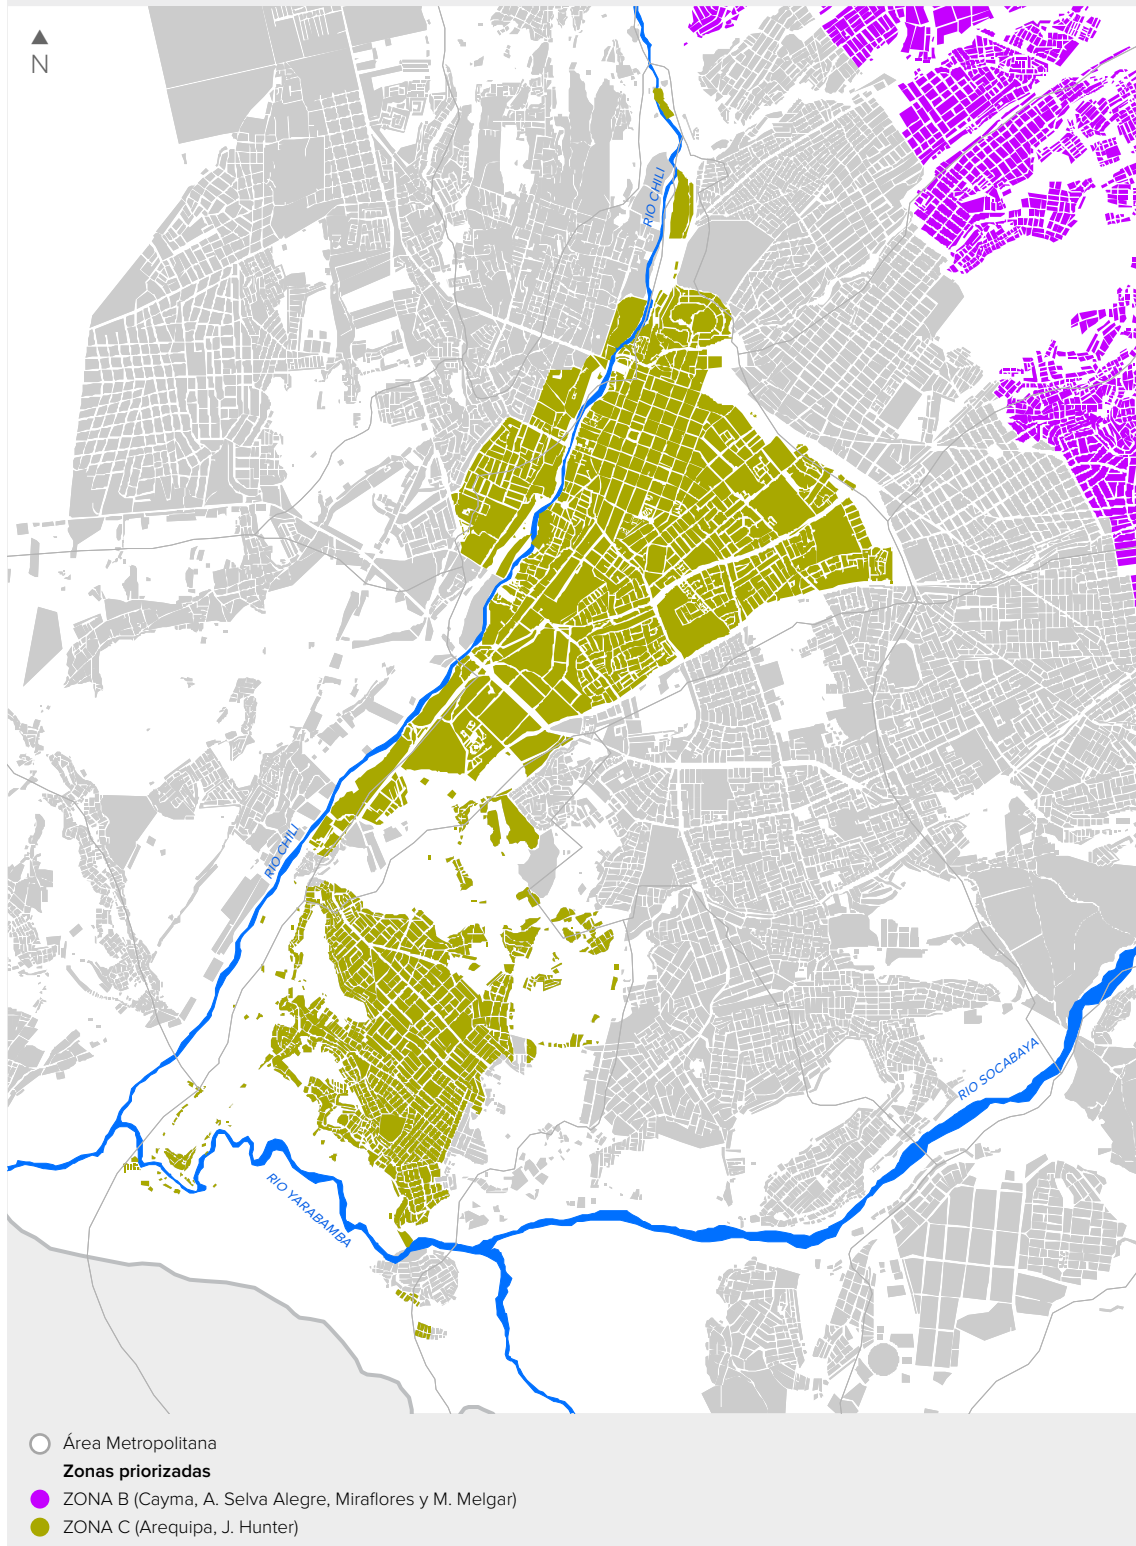 N
RIO CHILI
RIO CHILI
RIO SOCABAYA
RIO YARABAMBA
Área Metropolitana
Zonas priorizadas
ZONA B (Cayma, A. Selva Alegre, Miraflores y M. Melgar)
ZONA C (Arequipa, J. Hunter)